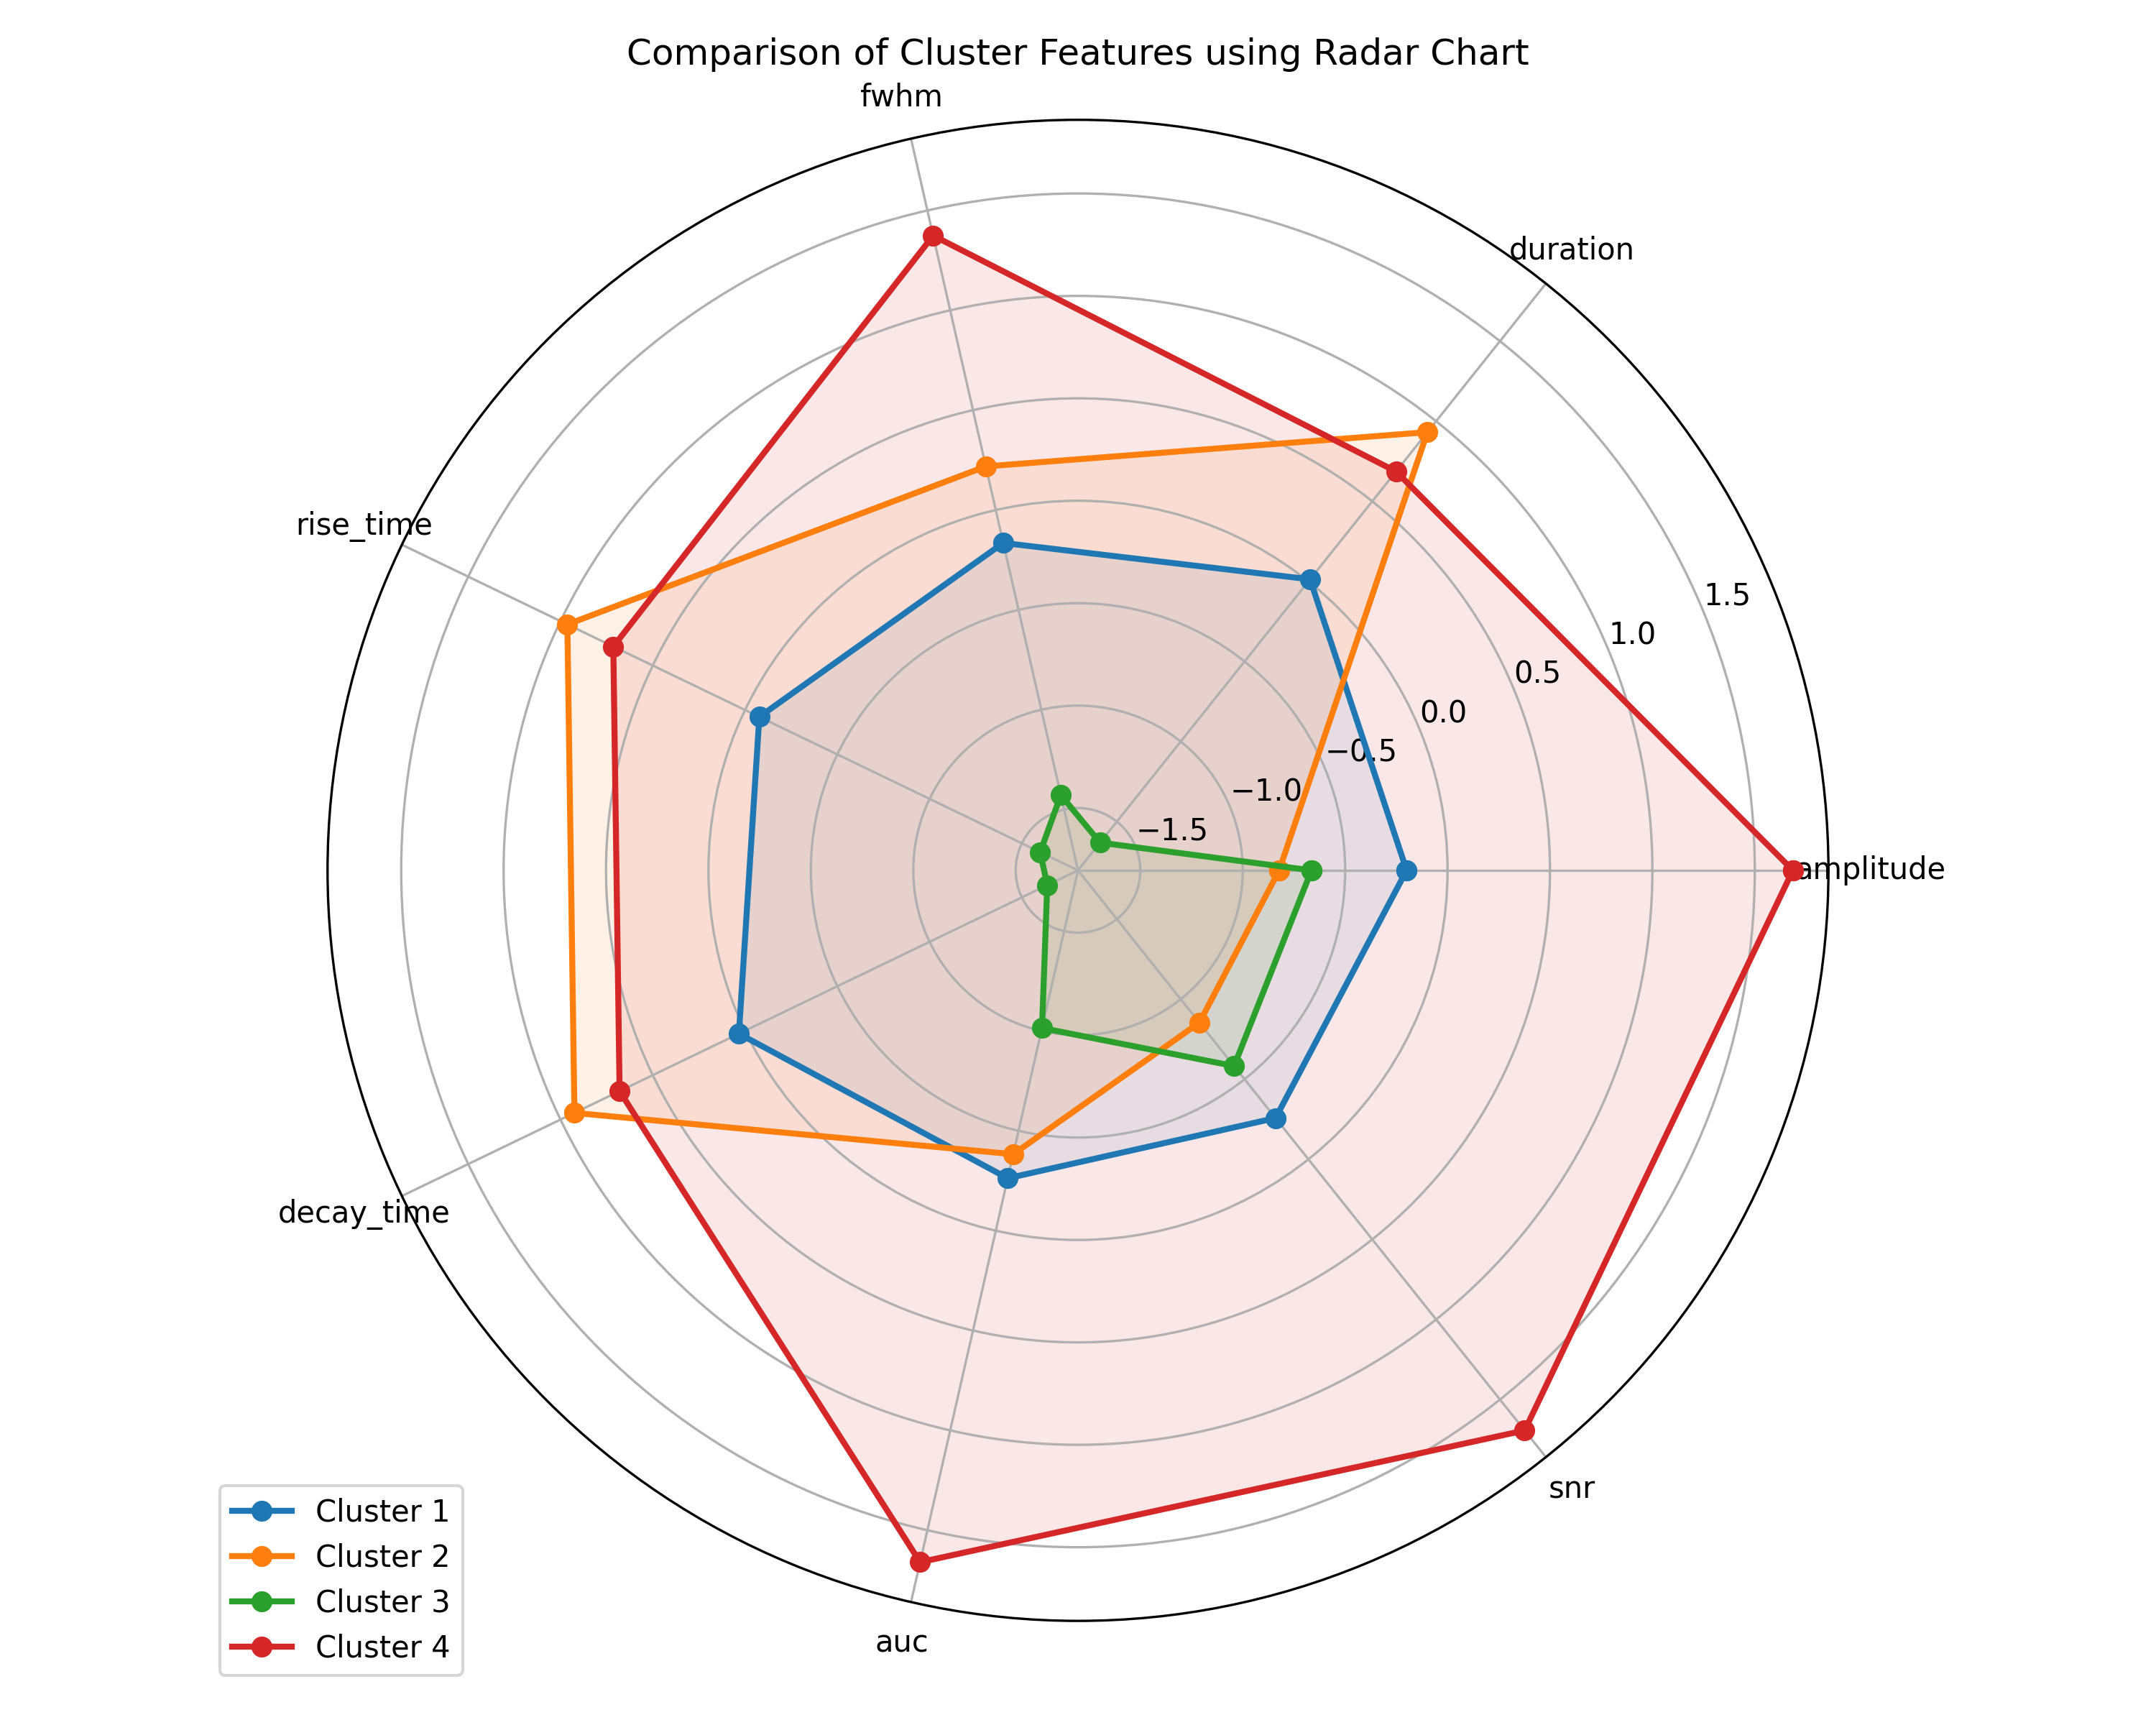 Comparison of Cluster Features using Radar Chart
fwhm
duration
rise_time
1.5
1.0
0.5
0.0
−0.5
−1.0
−1.5
amplitude
decay_time
snr
auc
Cluster 1
Cluster 2
Cluster 3
Cluster 4